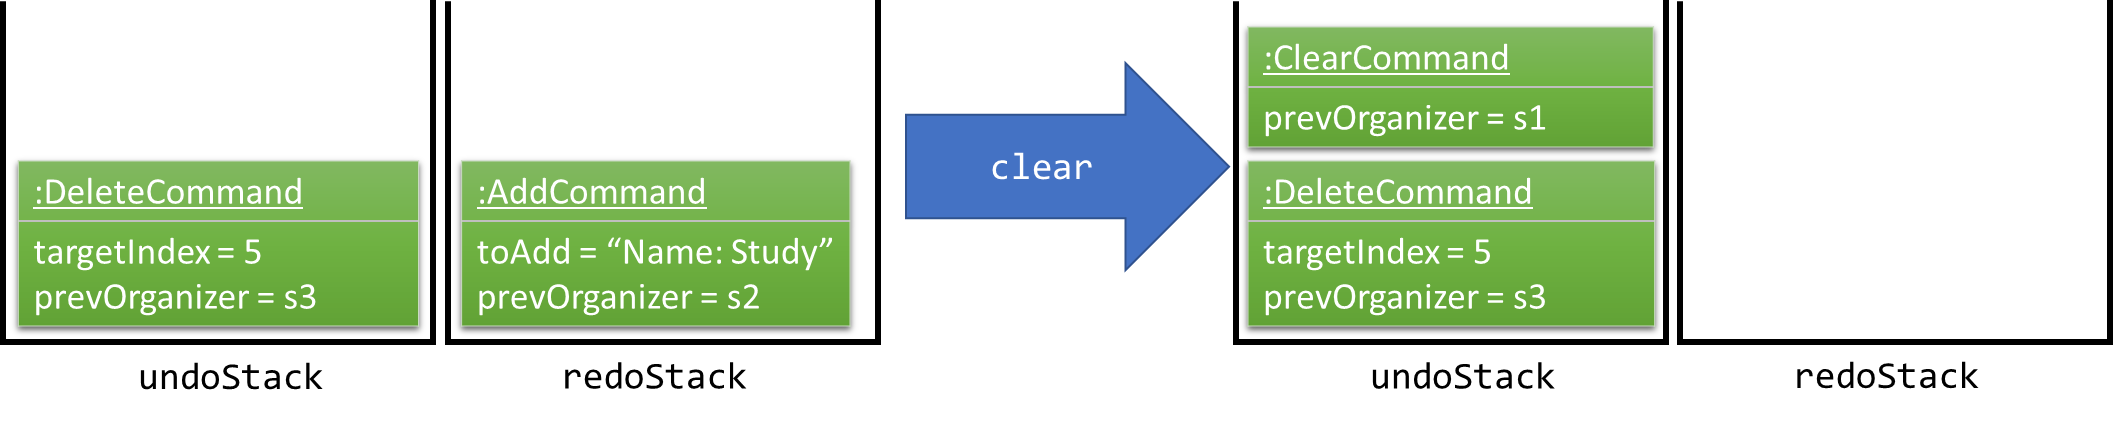 :DeleteCommand
targetIndex = 5
prevOrganizer = s3
undoStack
:AddCommand
toAdd = “Name: Study”
prevOrganizer = s2
redoStack
clear
:ClearCommand
prevOrganizer = s1
:DeleteCommand
targetIndex = 5
prevOrganizer = s3
undoStack
redoStack